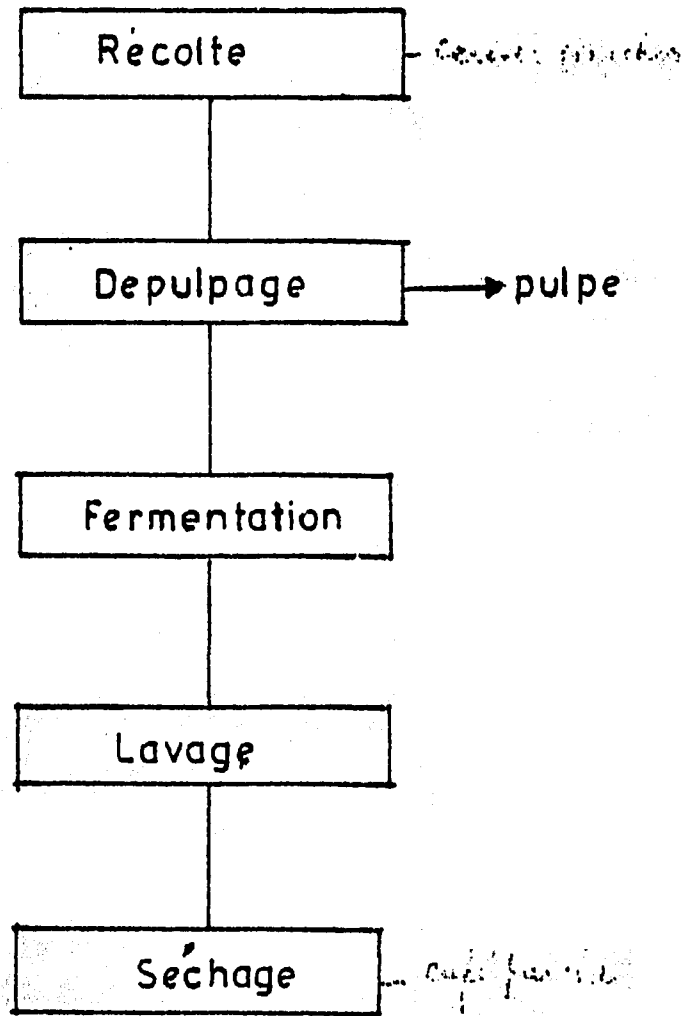 Récolte
Depulpage
pulpe
Fermentation
Lavage
Séchage